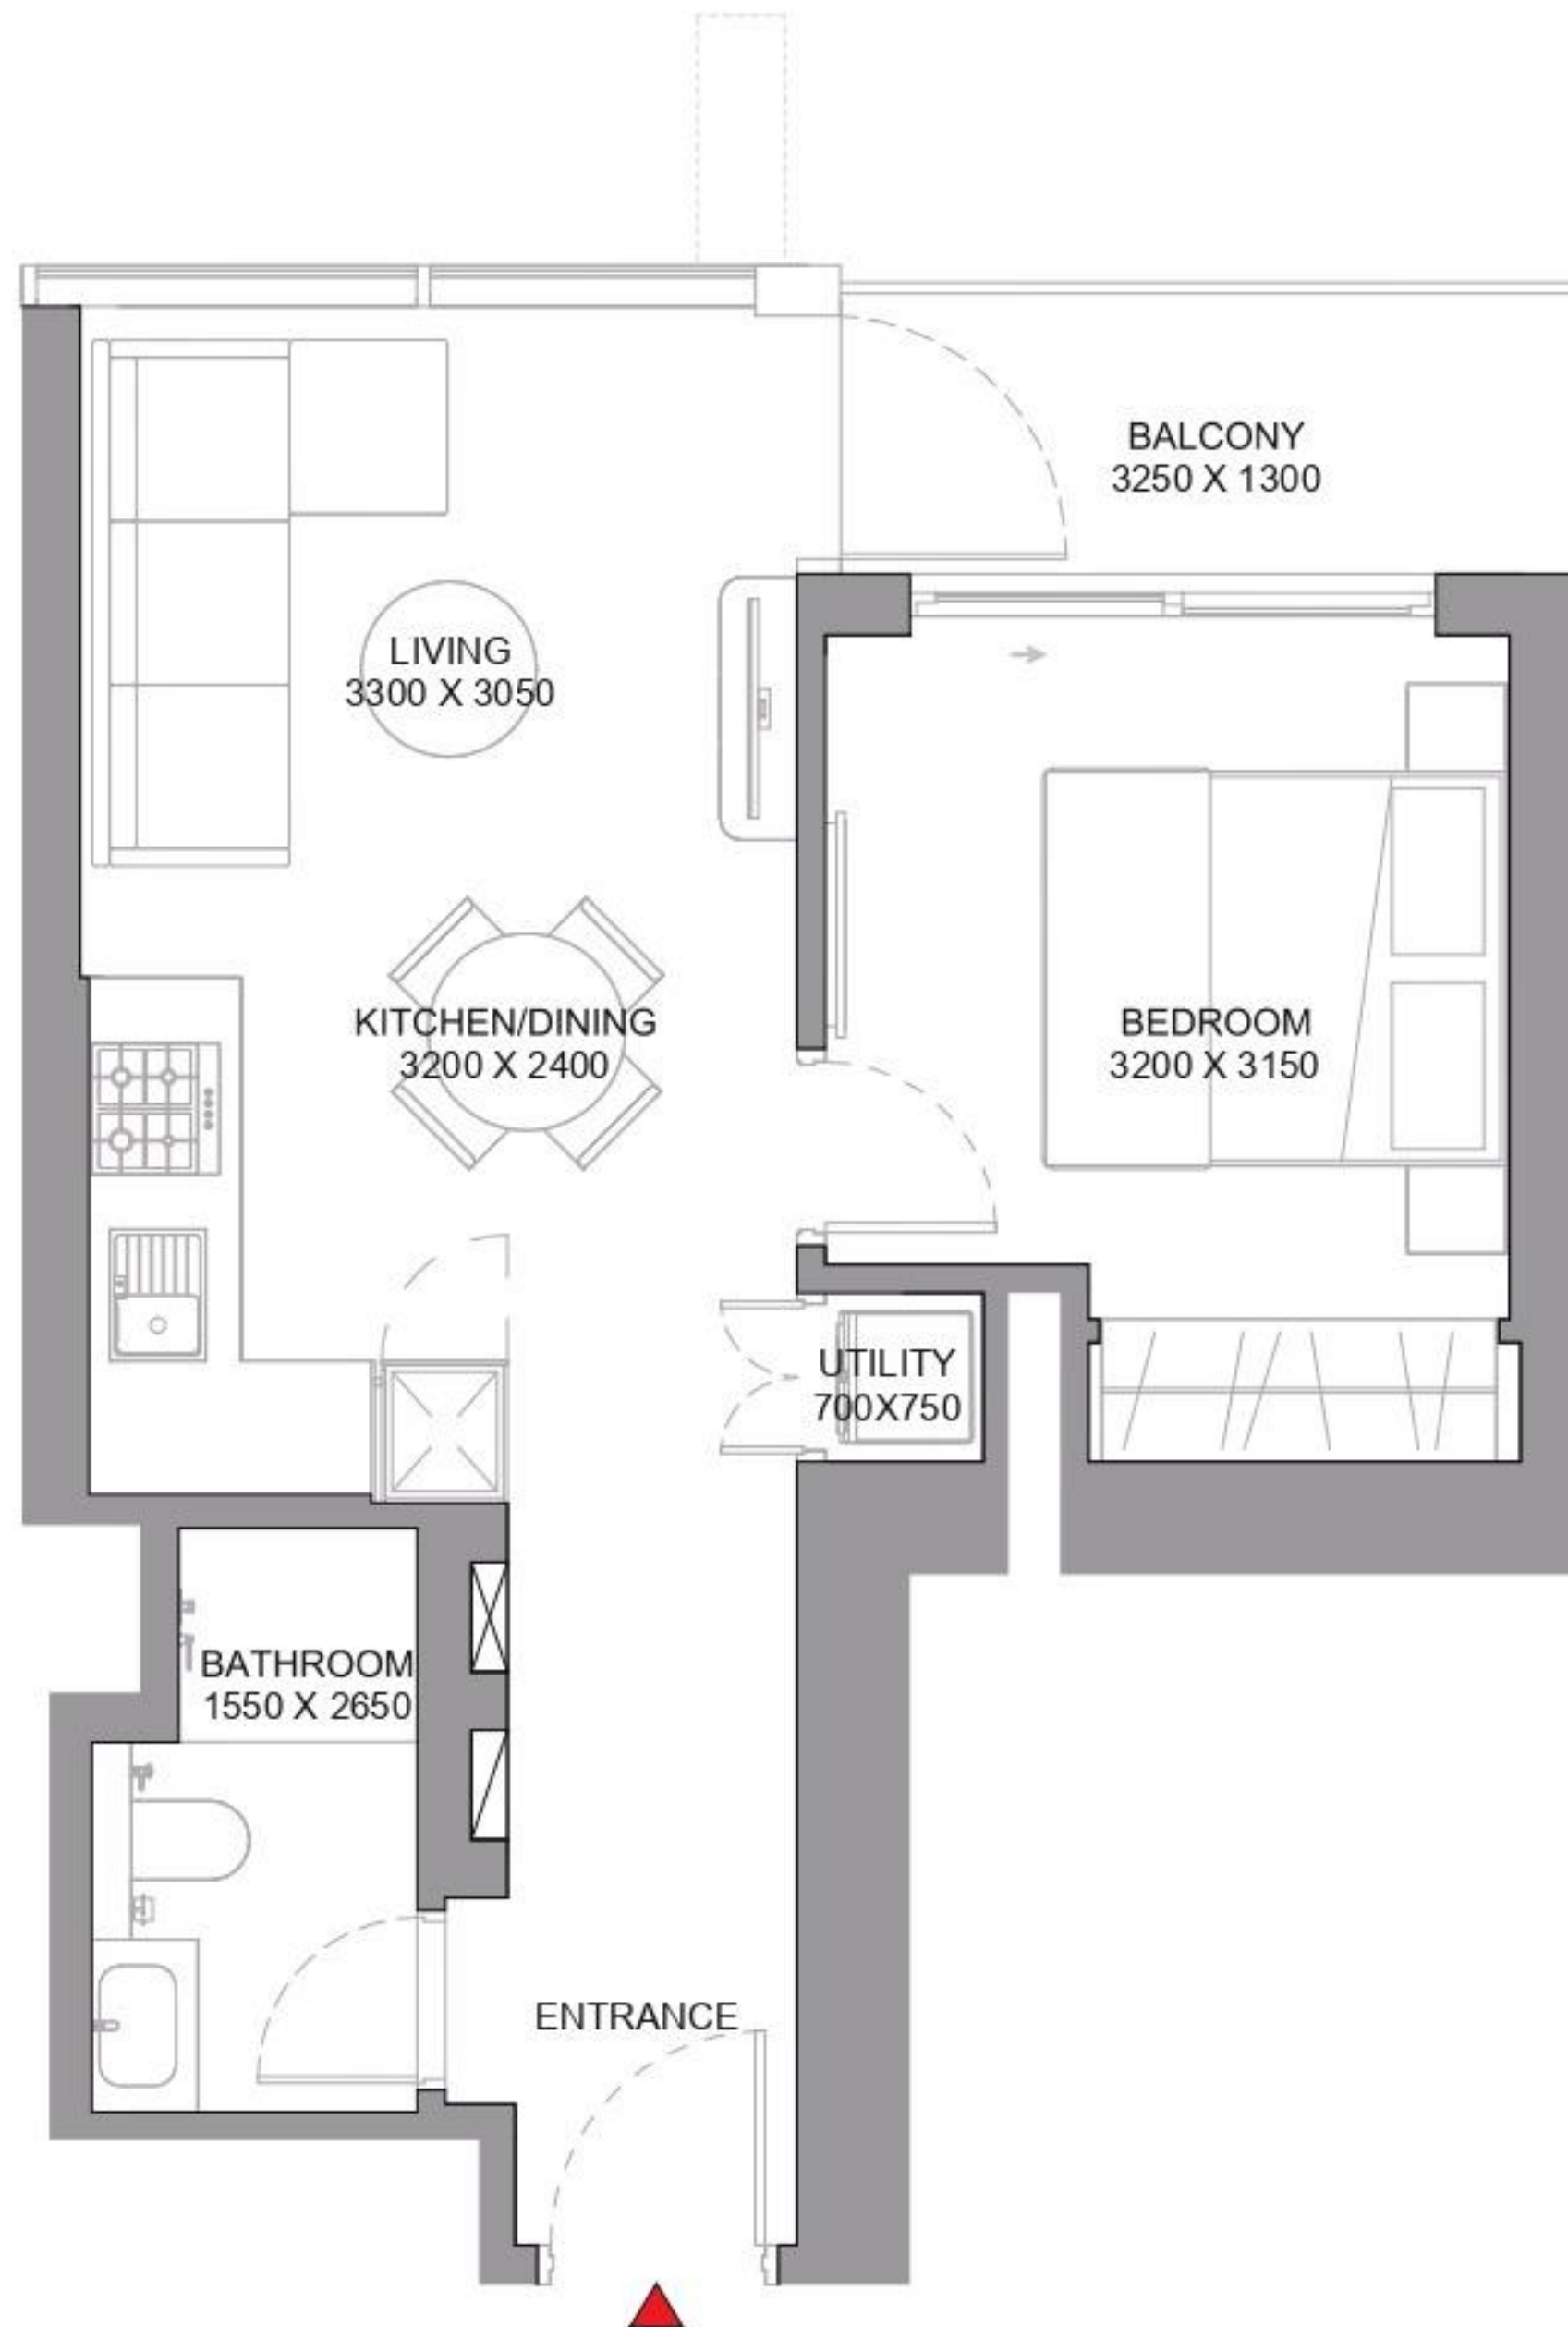 BALCONY
3250 X 1300
LIVING
3300 X 3050
KITCHEN/DINING
3200 X 2400
BEDROOM
3200 X 3150
UTILITY
700X750
BATHROOM
1550 X 2650
ENTRANCE